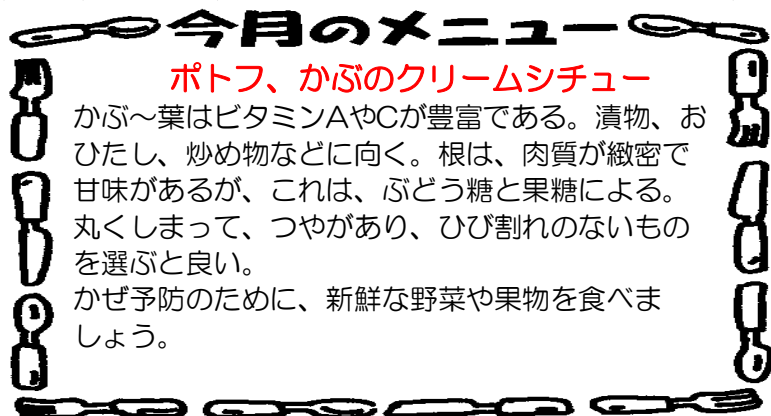 今月のメニュー
ポトフ、かぶのクリームシチュー
かぶ～葉はビタミンAやCが豊富である。漬物、お
ひたし、炒め物などに向く。根は、肉質が緻密で
甘味があるが、これは、ぶどう糖と果糖による。
丸くしまって、つやがあり、ひび割れのないもの
を選ぶと良い。
かぜ予防のために、新鮮な野菜や果物を食べま
しょう。